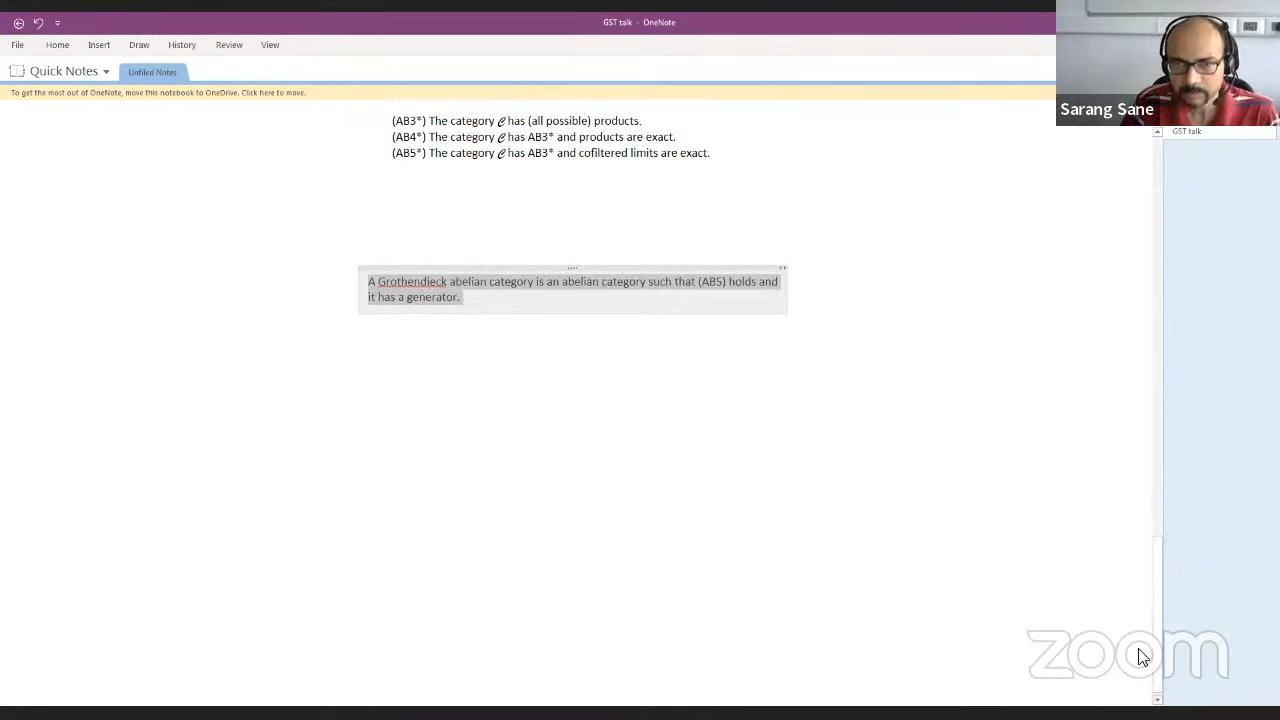 GST talk - OneNote
File Home Insert Draw History Review View
Quick Notes Unfiled Notes
To get the most out of OneNote, move this notebook to OneDrive. Click here to move.
Sarang Sane
GST talk
(AB3*) The category 𝒞 has (all possible) products.
(AB4*) The category 𝒞 has AB3* and products are exact.
(AB5*) The category 𝒞 has AB3* and cofiltered limits are exact.
A Grothendieck abelian category is an abelian category such that (AB5) holds and
it has a generator.
zoom